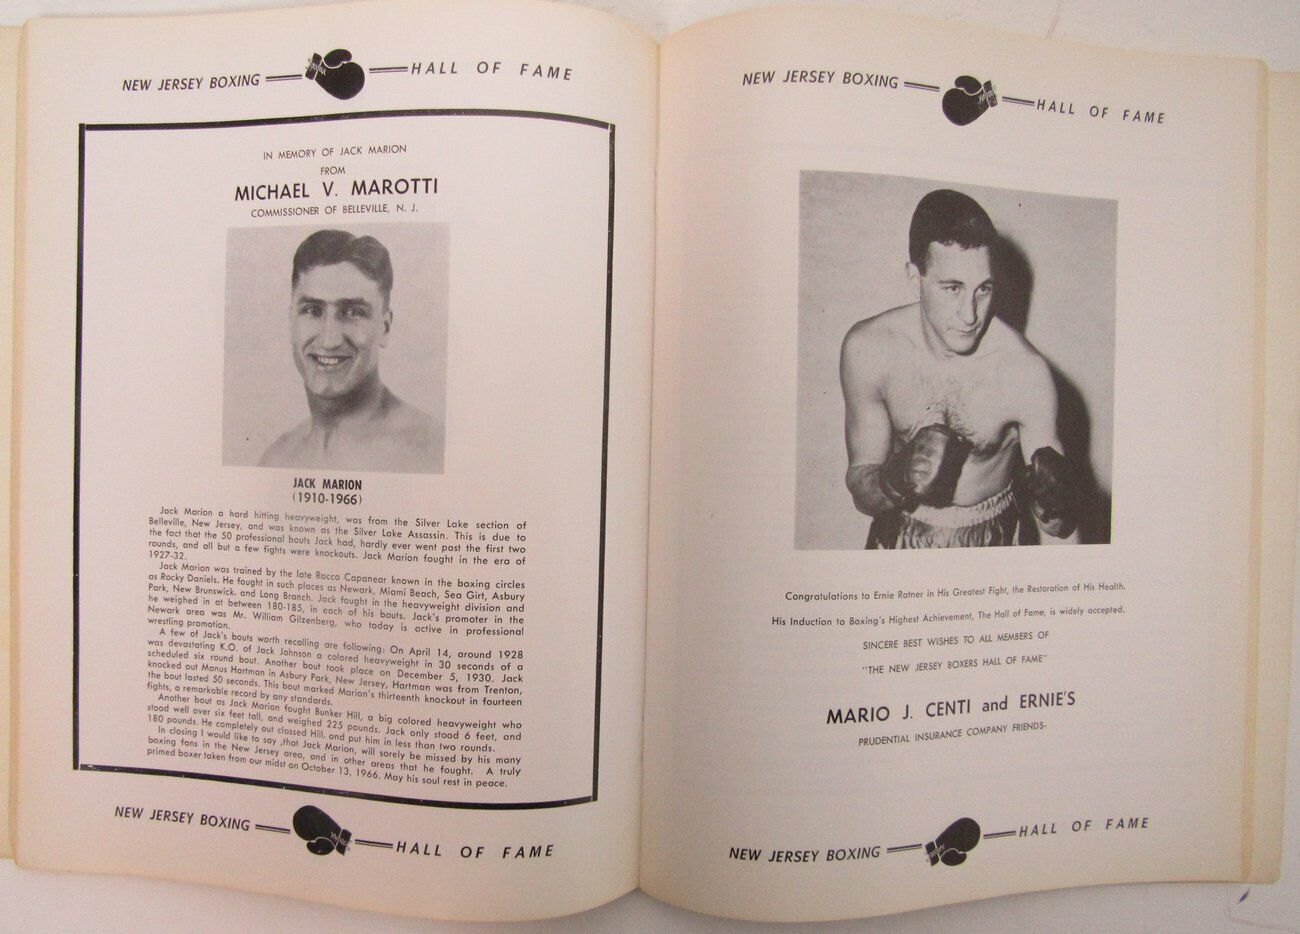 NEW JERSEY BOXING HALL OF FAME
IN MEMORY OF JACK MARION
FROM
MICHAEL V. MAROTTI
COMMISSIONER OF BELLEVILLE, N. J.
JACK MARION
(1910-1966)
Jack Marion a hard hitting heavyweight, was from the Silver Lake section of
Belleville, New Jersey, and was known as the Silver Lake Assassin. This is due to
the fact that the 50 professional bouts Jack had, hardly ever went past the first two
rounds, and all but a few fights were knockouts. Jack Marion fought in the era of
1927-32.
Jack Marion was trained by the late Rocco Capanear known in the boxing circles
as Rocky Daniels. He fought in such places as Newark, Miami Beach, Sea Girt, Asbury
Park, New Brunswick, and Long Branch. Jack fought in the heavyweight division and
he weighed in at between 180-185, in each of his bouts. Jack's promoter in the
Newark area was Mr. William Gilzenberg, who today is active in professional
wrestling promotion.
A few of Jack's bouts worth recalling are following: On April 14, around 1928
was devastating K.O. of Jack Johnson a colored heavyweight in 30 seconds of a
scheduled six round bout. Another bout took place on December 5, 1930. Jack
knocked out Manus Hartman in Asbury Park, New Jersey, Hartman was from Trenton,
the bout lasted 50 seconds. This bout marked Marion's thirteenth knockout in fourteen
fights, a remarkable record by any standards.
Another bout as Jack Marion fought Bunker Hill, a big colored heavyweight who
stood well over six feet tall, and weighed 225 pounds. Jack only stood 6 feet, and
180 pounds. He completely out classed Hill, and put him in less than two rounds.
In closing I would like to say ,that Jack Marion, will sorely be missed by his many
boxing fans in the New Jersey area, and in other areas that he fought. A truly
primed boxer taken from our midst on October 13, 1966. May his soul rest in peace.
NEW JERSEY BOXING HALL OF FAME
NEW JERSEY BOXING HALL OF FAME
Congratulations to Ernie Ratner in His Greatest Fight, the Restoration of His Health.
His Induction to Boxing's Highest Achievement, The Hall of Fame, is widely accepted.
SINCERE BEST WISHES TO ALL MEMBERS OF
"THE NEW JERSEY BOXERS HALL OF FAME"
MARIO J. CENTI and ERNIE'S
PRUDENTIAL INSURANCE COMPANY FRIENDS-
NEW JERSEY BOXING HALL OF FAME